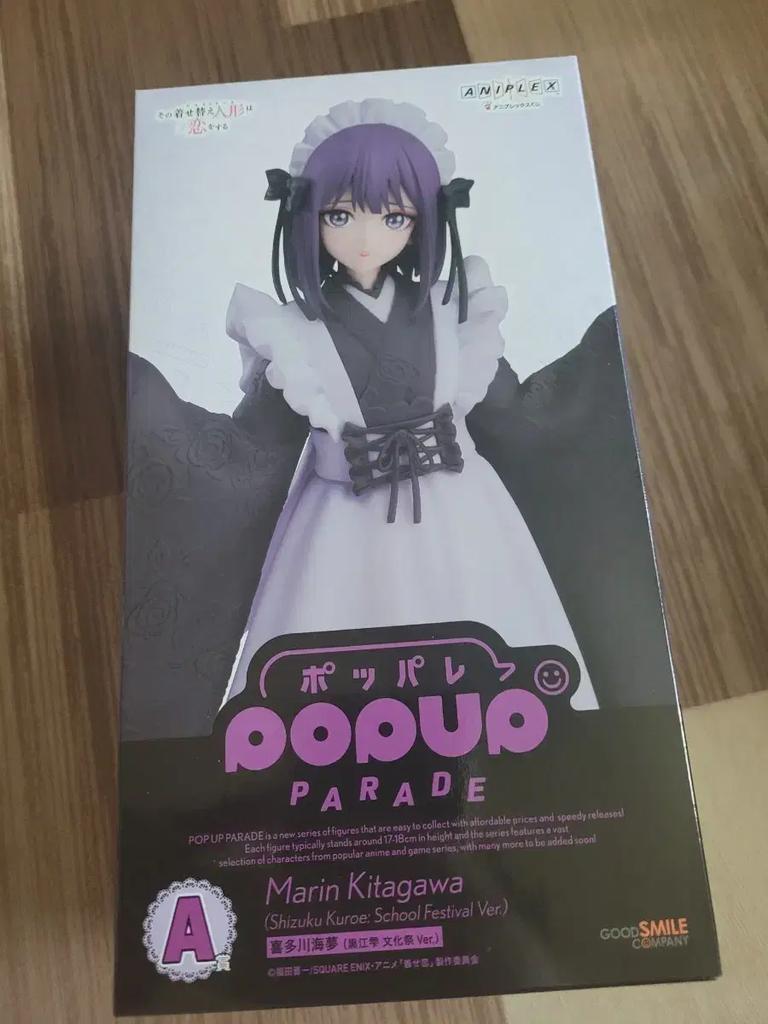 その着せ替え人形は
恋をする
ANIPLEX
アニプレックス
ポッパレ
POPUP
PARADE
POP UP PARADE is a new series of figures that are easy to collect with affordable prices and speedy releases!
Each figure typically stands around 17-18cm in height and the series features a vast
selection of characters from popular anime and game series, with many more to be added soon!
Marin Kitagawa
(Shizuku Kuroe: School Festival Ver.)
喜多川海夢 (黒江雫 文化祭 Ver.)
©福田晋一/SQUARE ENIX・アニメ「着せ恋」製作委員会
A賞
GOODSMILE
COMPANY